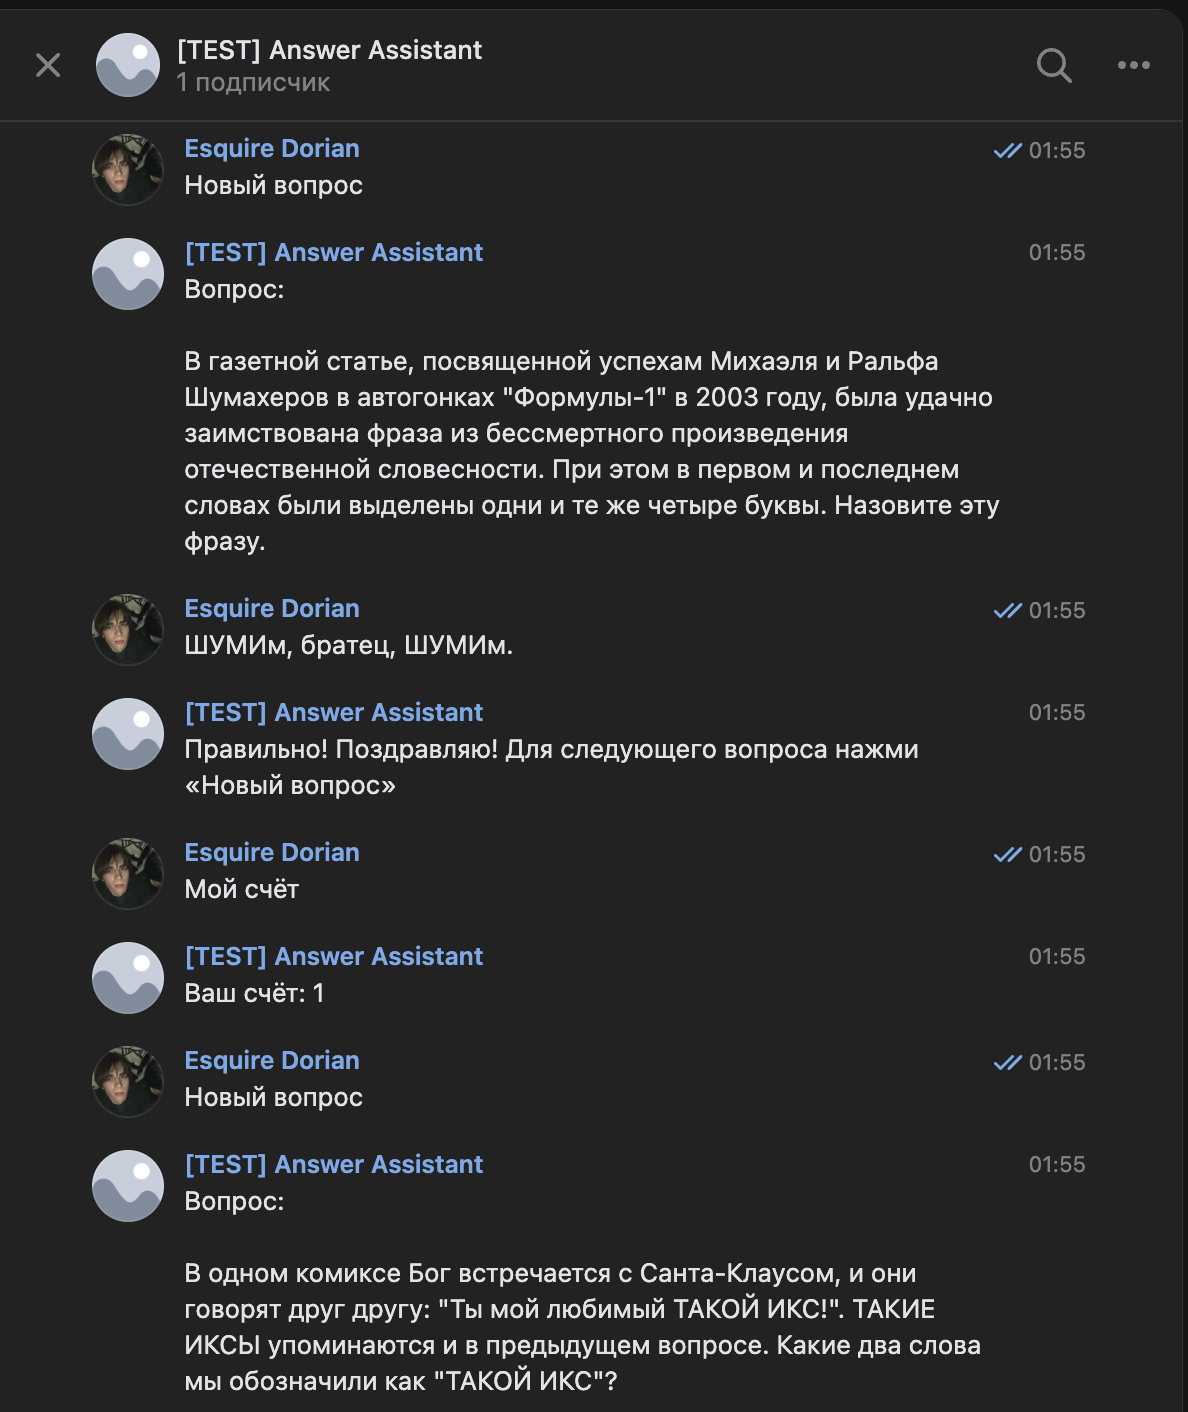 [TEST] Answer Assistant
1 подписчик
Esquire Dorian
01:55
Новый вопрос
[TEST] Answer Assistant
01:55
Вопрос:
В газетной статье, посвященной успехам Михаэля и Ральфа
Шумахеров в автогонках "Формулы-1" в 2003 году, была удачно
заимствована фраза из бессмертного произведения
отечественной словесности. При этом в первом и последнем
словах были выделены одни и те же четыре буквы. Назовите эту
фразу.
Esquire Dorian
01:55
ШУМИм, братец, ШУМИм.
[TEST] Answer Assistant
01:55
Правильно! Поздравляю! Для следующего вопроса нажми
«Новый вопрос»
Esquire Dorian
01:55
Мой счёт
[TEST] Answer Assistant
01:55
Ваш счёт: 1
Esquire Dorian
01:55
Новый вопрос
[TEST] Answer Assistant
01:55
Вопрос:
В одном комиксе Бог встречается с Санта-Клаусом, и они
говорят друг другу: "Ты мой любимый ТАКОЙ ИКС!". ТАКИЕ
ИКСЫ упоминаются и в предыдущем вопросе. Какие два слова
мы обозначили как "ТАКОЙ ИКС"?